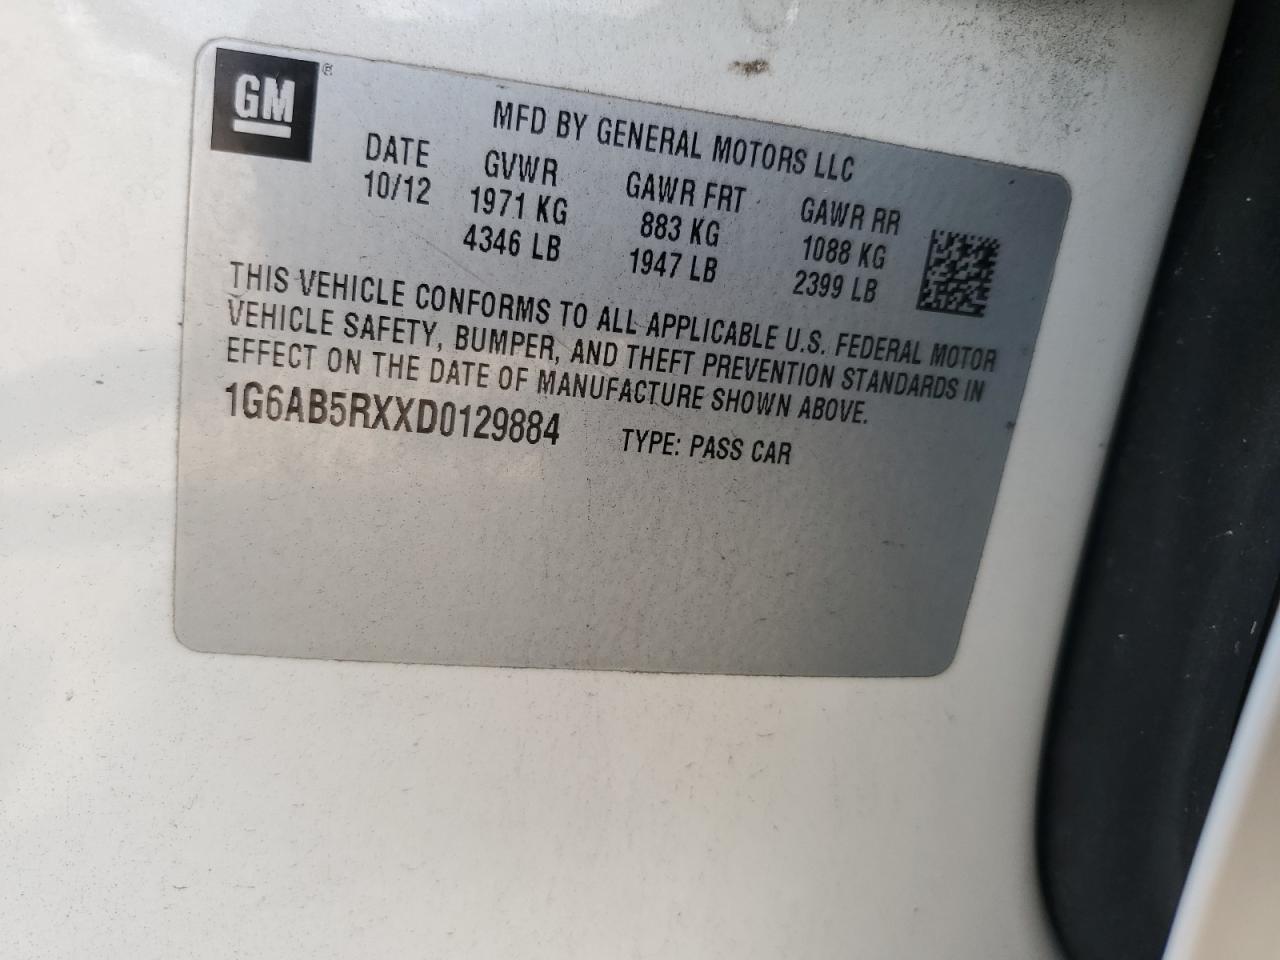 GM®
MFD BY GENERAL MOTORS LLC
DATE GVWR GAWR FRT GAWR RR
10/12 1971 KG 883 KG 1088 KG
4346 LB 1947 LB 2399 LB
THIS VEHICLE CONFORMS TO ALL APPLICABLE U.S. FEDERAL MOTOR
VEHICLE SAFETY, BUMPER, AND THEFT PREVENTION STANDARDS IN
EFFECT ON THE DATE OF MANUFACTURE SHOWN ABOVE.
1G6AB5RXXD0129884 TYPE: PASS CAR